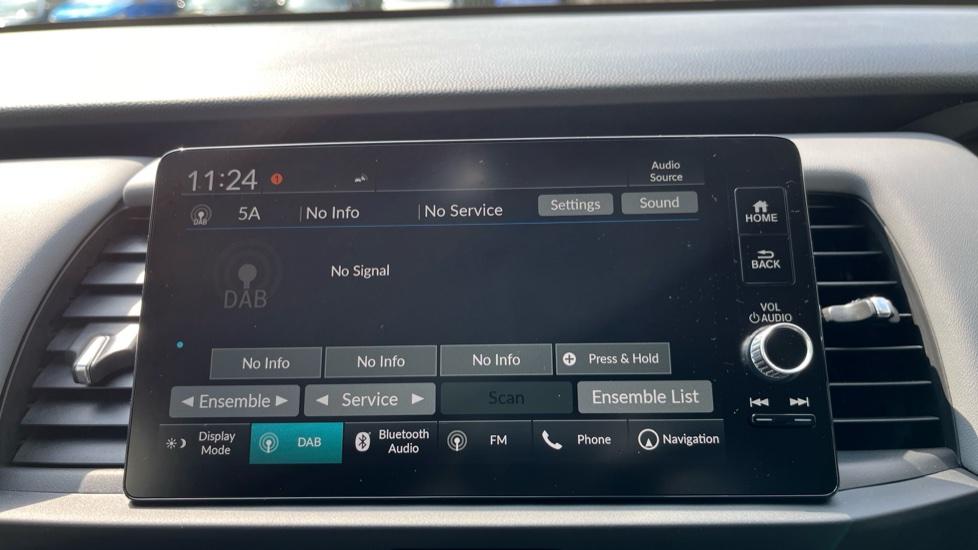 11:24
Audio
Source
DAB
5A
No Info
No Service
Settings
Sound
HOME
BACK
No Signal
DAB
VOL
AUDIO
No Info
No Info
No Info
Press & Hold
Ensemble
Service
Scan
Ensemble List
Display
Mode
DAB
Bluetooth
Audio
FM
Phone
Navigation